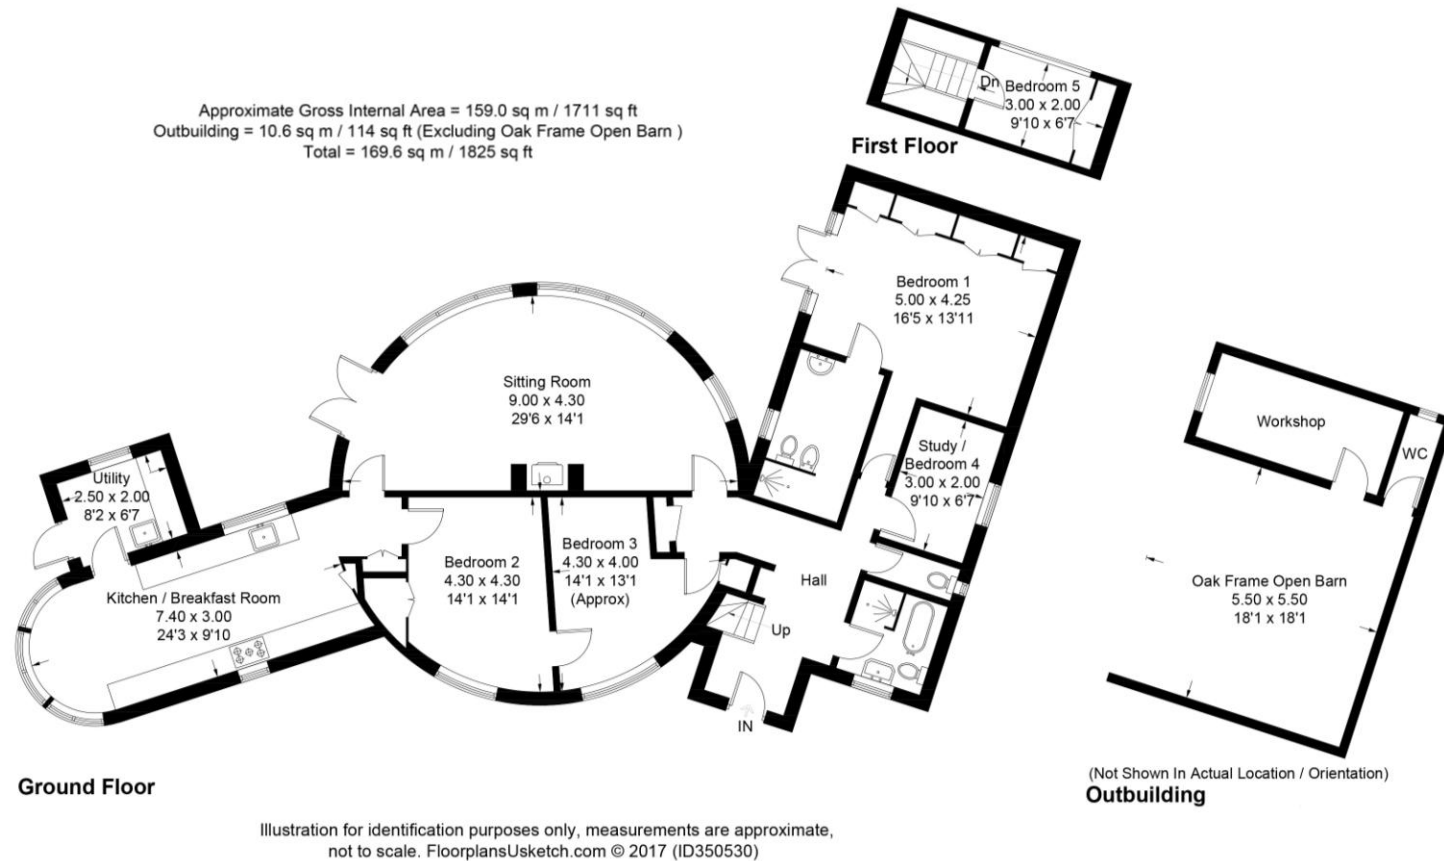 Approximate Gross Internal Area = 159.0 sq m / 1711 sq ft
Outbuilding = 10.6 sq m / 114 sq ft (Excluding Oak Frame Open Barn )
Total = 169.6 sq m / 1825 sq ft
Dn
Bedroom 5
3.00 x 2.00
9'10 x 6'7
First Floor
Bedroom 1
5.00 x 4.25
16'5 x 13'11
Sitting Room
9.00 x 4.30
29'6 x 14'1
Study /
Bedroom 4
3.00 x 2.00
9'10 x 6'7
Utility
2.50 x 2.00
8'2 x 6'7
Bedroom 2
4.30 x 4.30
14'1 x 14'1
Bedroom 3
4.30 x 4.00
14'1 x 13'1
(Approx)
Kitchen / Breakfast Room
7.40 x 3.00
24'3 x 9'10
Hall
Up
IN
Workshop
WC
Oak Frame Open Barn
5.50 x 5.50
18'1 x 18'1
Ground Floor
(Not Shown In Actual Location / Orientation)
Outbuilding
Illustration for identification purposes only, measurements are approximate,
not to scale. FloorplansUsketch.com © 2017 (ID350530)